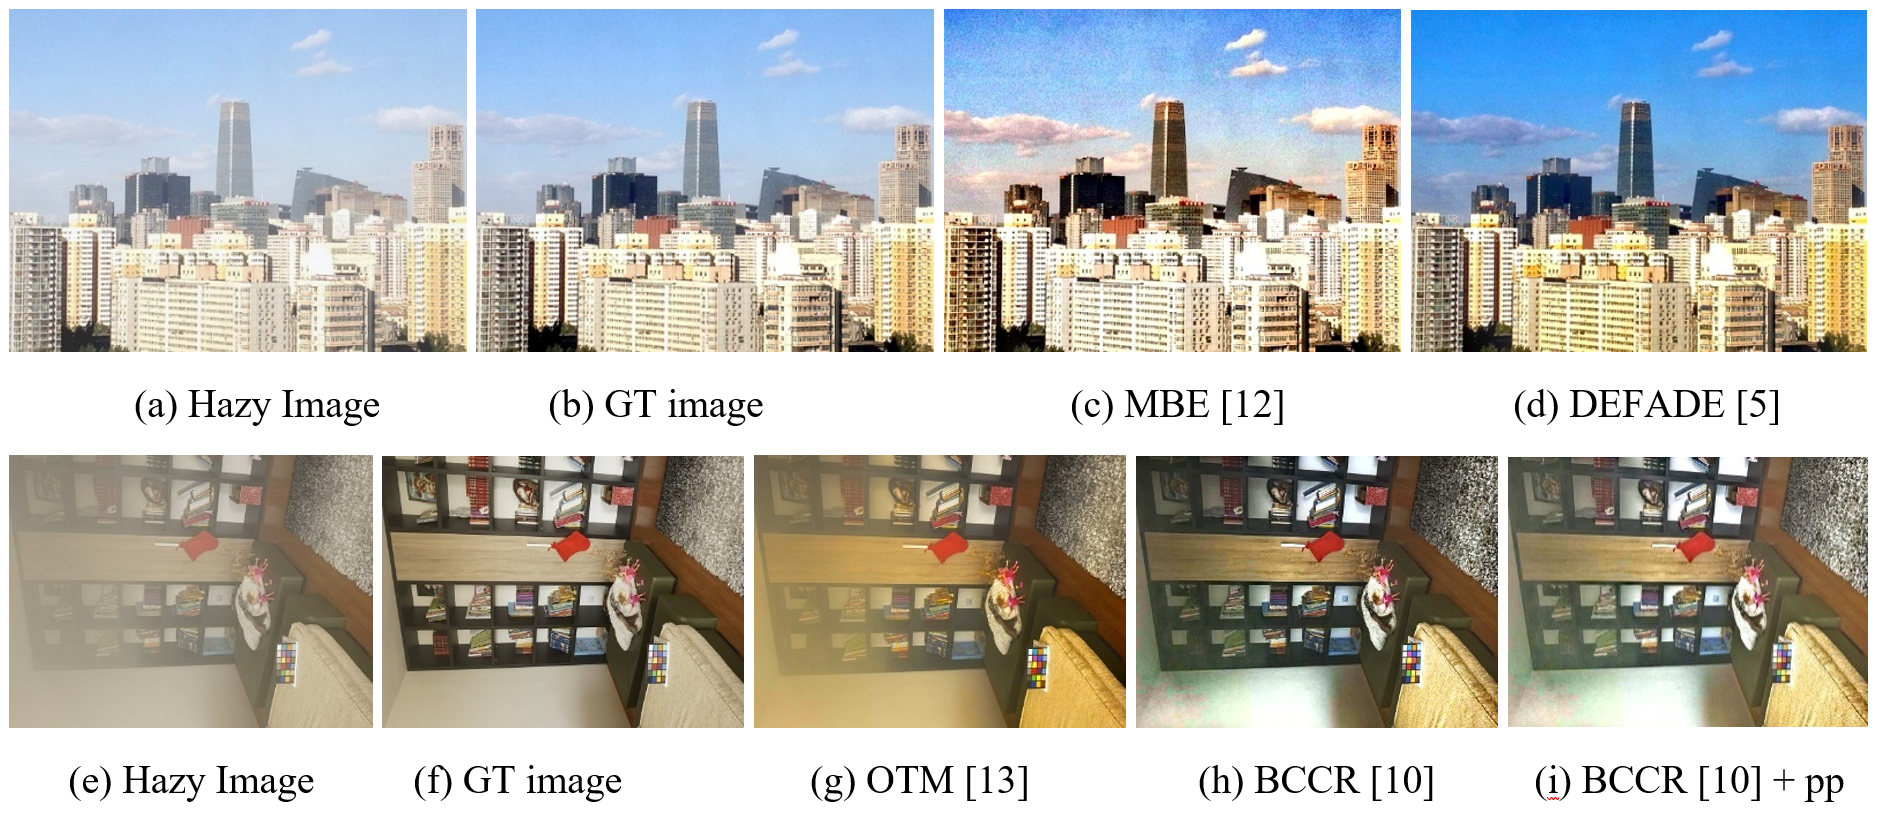 (a) Hazy Image (b) GT image (c) MBE [12] (d) DEFADE [5]
(e) Hazy Image (f) GT image (g) OTM [13] (h) BCCR [10] (i) BCCR [10] + pp